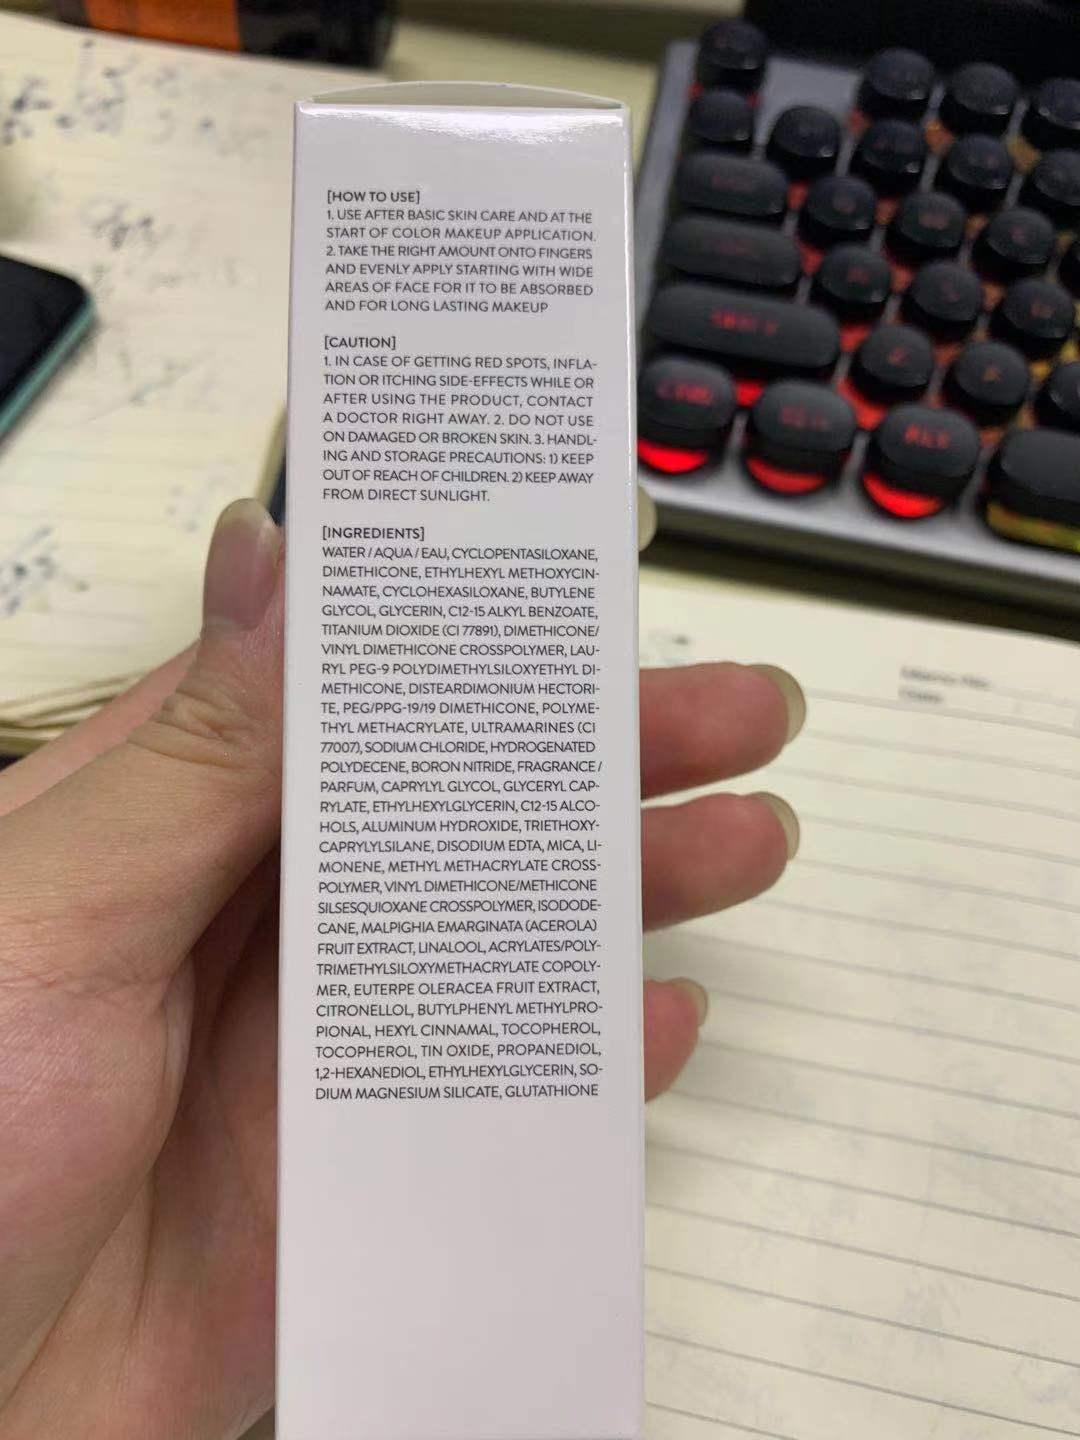 [HOW TO USE]
1. USE AFTER BASIC SKIN CARE AND AT THE
START OF COLOR MAKEUP APPLICATION.
2. TAKE THE RIGHT AMOUNT ONTO FINGERS
AND EVENLY APPLY STARTING WITH WIDE
AREAS OF FACE FOR IT TO BE ABSORBED
AND FOR LONG LASTING MAKEUP
[CAUTION]
1. IN CASE OF GETTING RED SPOTS, INFLA-
TION OR ITCHING SIDE-EFFECTS WHILE OR
AFTER USING THE PRODUCT, CONTACT
A DOCTOR RIGHT AWAY. 2. DO NOT USE
ON DAMAGED OR BROKEN SKIN. 3. HANDL-
ING AND STORAGE PRECAUTIONS: 1) KEEP
OUT OF REACH OF CHILDREN. 2) KEEP AWAY
FROM DIRECT SUNLIGHT.
[INGREDIENTS]
WATER / AQUA / EAU, CYCLOPENTASILOXANE,
DIMETHICONE, ETHYLHEXYL METHOXYCIN-
NAMATE, CYCLOHEXASILOXANE, BUTYLENE
GLYCOL, GLYCERIN, C12-15 ALKYL BENZOATE,
TITANIUM DIOXIDE (CI 77891), DIMETHICONE/
VINYL DIMETHICONE CROSSPOLYMER, LAU-
RYL PEG-9 POLYDIMETHYLSILOXYETHYL DI-
METHICONE, DISTEARDIMONIUM HECTORI-
TE, PEG/PPG-19/19 DIMETHICONE, POLYME-
THYL METHACRYLATE, ULTRAMARINES (CI
77007), SODIUM CHLORIDE, HYDROGENATED
POLYDECENE, BORON NITRIDE, FRAGRANCE /
PARFUM, CAPRYLYL GLYCOL, GLYCERYL CAP-
RYLATE, ETHYLHEXYLGLYCERIN, C12-15 ALCO-
HOLS, ALUMINUM HYDROXIDE, TRIETHOXY-
CAPRYLYLSILANE, DISODIUM EDTA, MICA, LI-
MONENE, METHYL METHACRYLATE CROSS-
POLYMER, VINYL DIMETHICONE/METHICONE
SILSESQUIOXANE CROSSPOLYMER, ISODODE-
CANE, MALPIGHIA EMARGINATA (ACEROLA)
FRUIT EXTRACT, LINALOOL, ACRYLATES/POLY-
TRIMETHYLSILOXYMETHACRYLATE COPOLY-
MER, EUTERPE OLERACEA FRUIT EXTRACT,
CITRONELLOL, BUTYLPHENYL METHYLPRO-
PIONAL, HEXYL CINNAMAL, TOCOPHEROL,
TOCOPHEROL, TIN OXIDE, PROPANEDIOL,
1,2-HEXANEDIOL, ETHYLHEXYLGLYCERIN, SO-
DIUM MAGNESIUM SILICATE, GLUTATHIONE